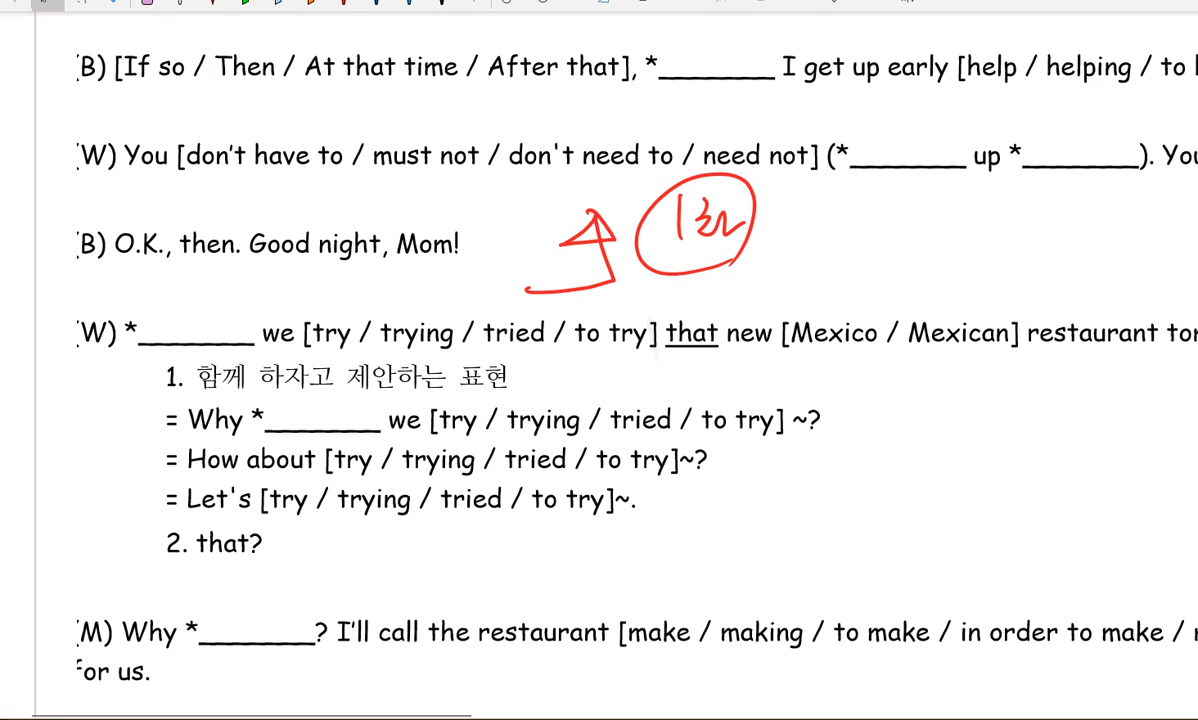 B) [If so / Then / At that time / After that], *________ I get up early [help / helping / to
W) You [don't have to / must not / don't need to / need not] (*________ up *________). You
B) O.K., then. Good night, Mom!
W) *________ we [try / trying / tried / to try] that new [Mexico / Mexican] restaurant
1. 함께 하자고 제안하는 표현
= Why *________ we [try / trying / tried / to try] ~?
= How about [try / trying / tried / to try]~?
= Let's [try / trying / tried / to try]~.
2. that?
M) Why *________? I'll call the restaurant [make / making / to make / in order to make /
for us.